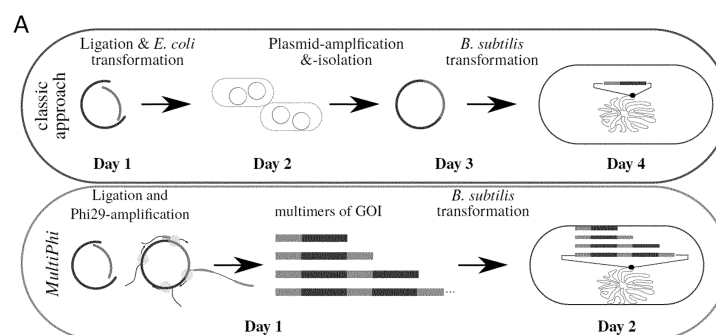 A
Ligation & E. coli
transformation
Plasmid-amplfication
&-isolation
B. subtilis
transformation
classic
approach
Day 1
Day 2
Day 3
Day 4
Ligation and
Phi29-amplification
multimers of GOI
B. subtilis
transformation
MultiPhi
...
Day 1
Day 2